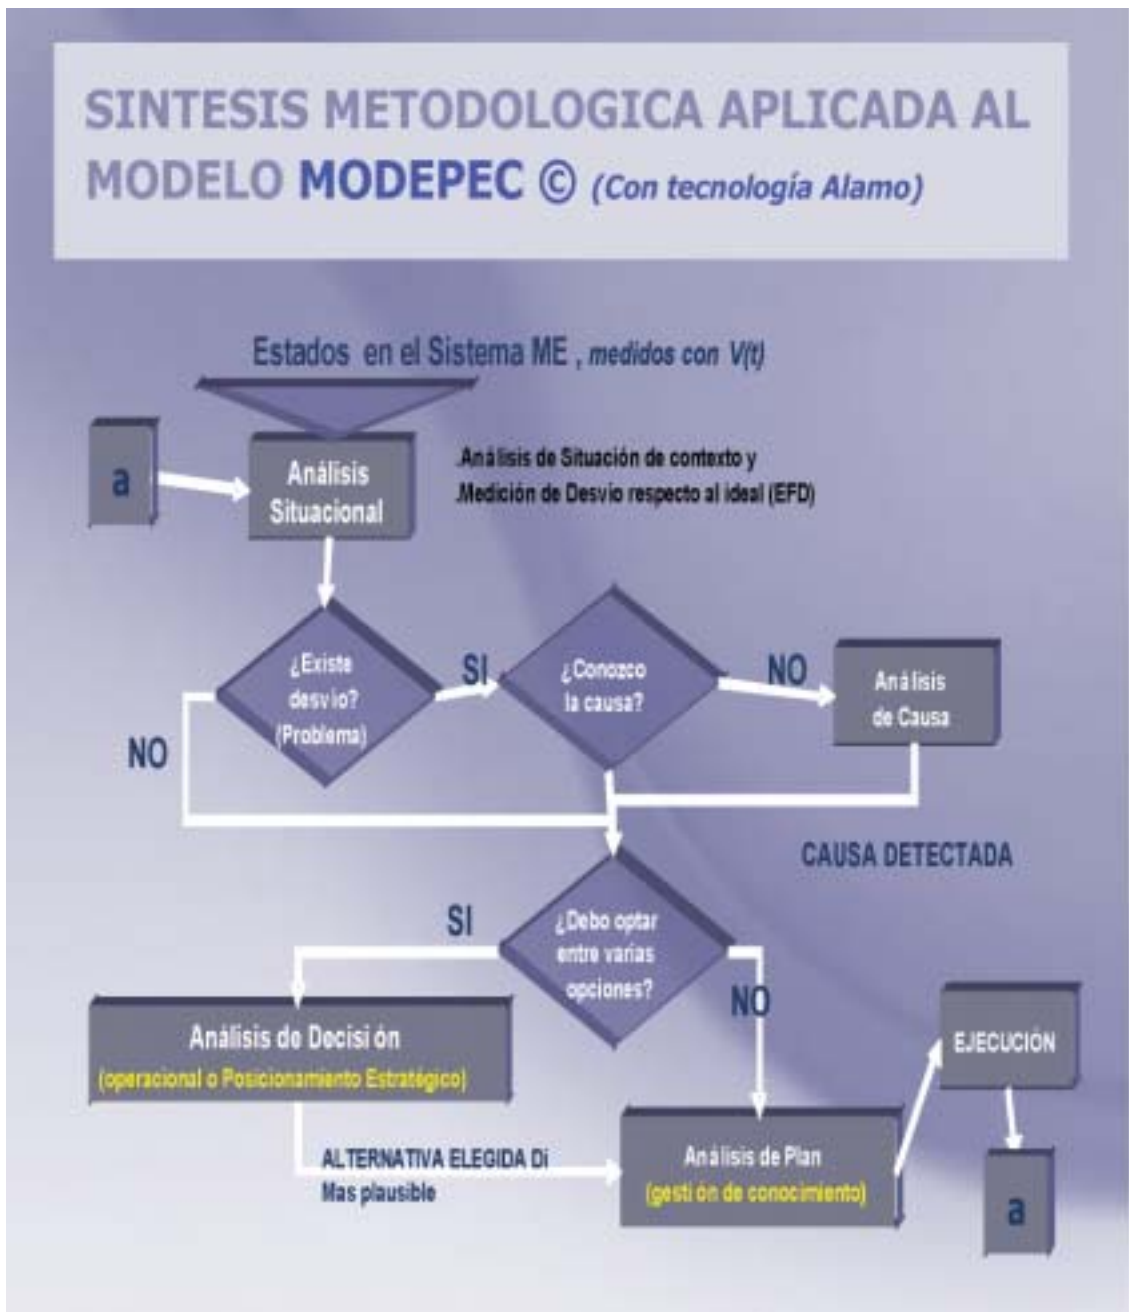 SINTESIS METODOLOGICA APLICADA AL
MODELO MODEPEC © (Con tecnología Alamo)
Estados en el Sistema ME , medidos con V(t)
a
Análisis
Situacional
.Análisis de Situación de contexto y
.Medición de Desvio respecto al ideal (EFD)
¿Existe
desvio?
(Problema)
SI
¿Conozco
la causa?
NO
Análisis
de Causa
NO
CAUSA DETECTADA
SI
¿Debo optar
entre varias
opciones?
NO
Análisis de Decisión
(operacional o Posicionamiento Estratégico)
EJECUCIÓN
ALTERNATIVA ELEGIDA Di
Mas plausible
Análisis de Plan
(gestión de conocimiento)
a